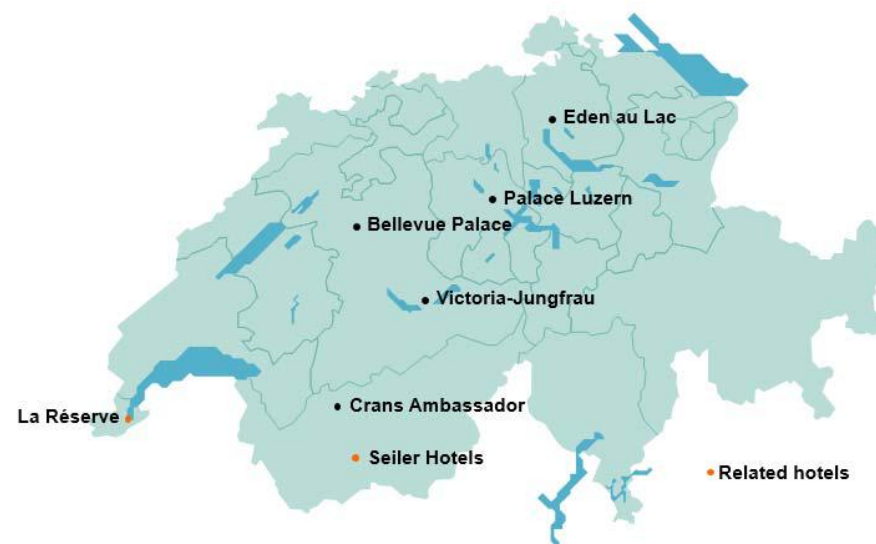 Eden au Lac
Palace Luzern
Bellevue Palace
Victoria-Jungfrau
Crans Ambassador
La Réserve
Seiler Hotels
Related hotels